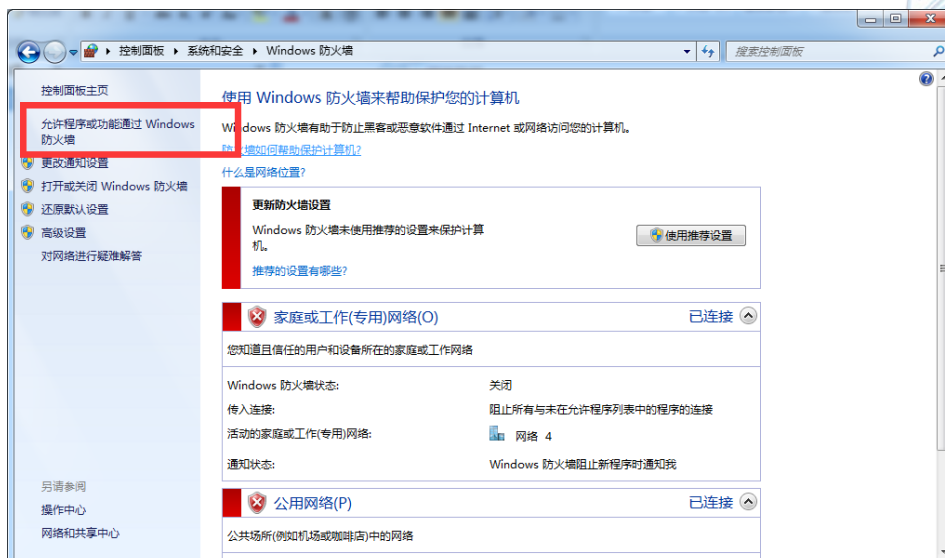 控制面板 ▸ 系统和安全 ▸ Windows 防火墙
搜索控制面板
控制面板主页
允许程序或功能通过 Windows
防火墙
更改通知设置
打开或关闭 Windows 防火墙
还原默认设置
高级设置
对网络进行疑难解答
另请参阅
操作中心
网络和共享中心
使用 Windows 防火墙来帮助保护您的计算机
Windows 防火墙有助于防止黑客或恶意软件通过 Internet 或网络访问您的计算机。
防火墙如何帮助保护计算机?
什么是网络位置?
更新防火墙设置
Windows 防火墙未使用推荐的设置来保护计算
机。
使用推荐设置
推荐的设置有哪些?
家庭或工作(专用)网络(O) 已连接
您知道且信任的用户和设备所在的家庭或工作网络
Windows 防火墙状态: 关闭
传入连接: 阻止所有与未在允许程序列表中的程序的连接
活动的家庭或工作(专用)网络: 网络 4
通知状态: Windows 防火墙阻止新程序时通知我
公用网络(P) 已连接
公共场所(例如机场或咖啡店)中的网络